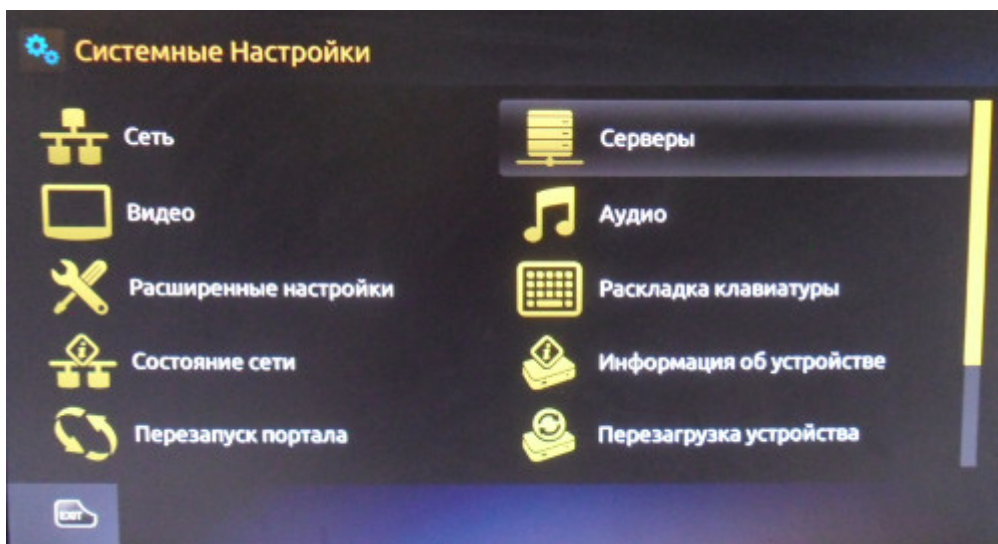 Системные Настройки
Сеть
Серверы
Видео
Аудио
Расширенные настройки
Раскладка клавиатуры
Состояние сети
Информация об устройстве
Перезапуск портала
Перезагрузка устройства
EXIT